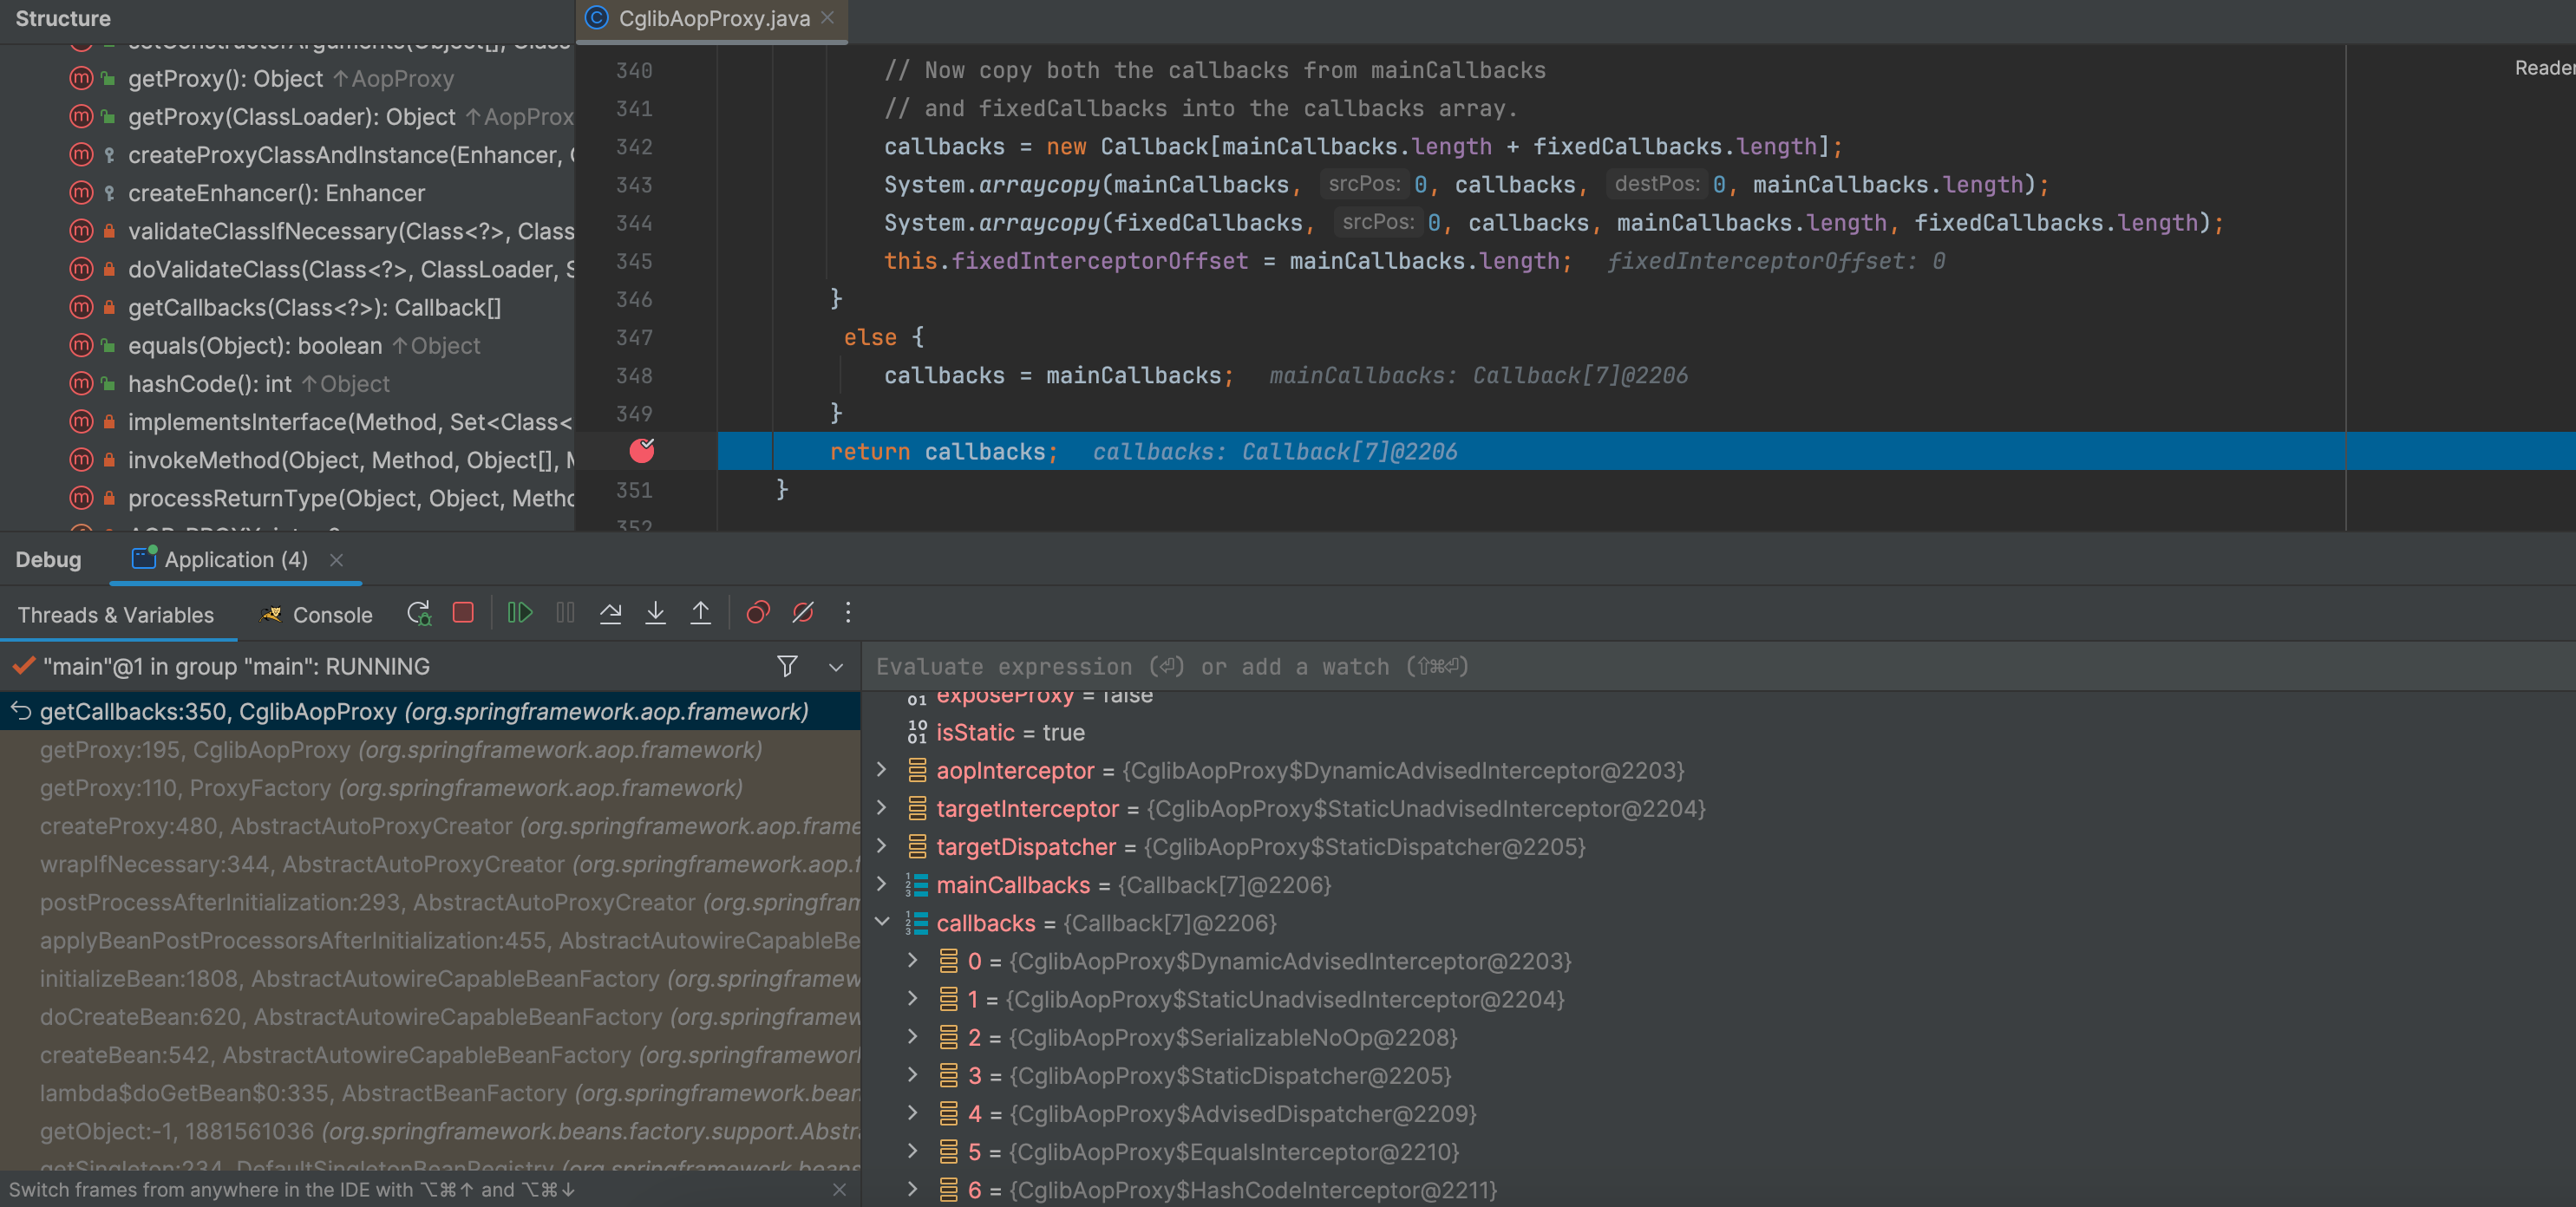 Structure
CglibAopProxy.java
getProxy(): Object ↑AopProxy
getProxy(ClassLoader): Object ↑AopProx
createProxyClassAndInstance(Enhancer,
createEnhancer(): Enhancer
validateClassIfNecessary(Class<?>, Class
doValidateClass(Class<?>, ClassLoader, S
getCallbacks(Class<?>): Callback[]
equals(Object): boolean ↑Object
hashCode(): int ↑Object
implementsInterface(Method, Set<Class<
invokeMethod(Object, Method, Object[], M
processReturnType(Object, Object, Metho
Reader
340 // Now copy both the callbacks from mainCallbacks
341 // and fixedCallbacks into the callbacks array.
342 callbacks = new Callback[mainCallbacks.length + fixedCallbacks.length];
343 System.arraycopy(mainCallbacks, srcPos: 0, callbacks, destPos: 0, mainCallbacks.length);
344 System.arraycopy(fixedCallbacks, srcPos: 0, callbacks, mainCallbacks.length, fixedCallbacks.length);
345 this.fixedInterceptorOffset = mainCallbacks.length; fixedInterceptorOffset: 0
346 }
347 else {
348 callbacks = mainCallbacks; mainCallbacks: Callback[7]@2206
349 }
return callbacks; callbacks: Callback[7]@2206
351 }
352
Debug Application (4)
Threads & Variables Console
"main"@1 in group "main": RUNNING
getCallbacks:350, CglibAopProxy (org.springframework.aop.framework)
getProxy:195, CglibAopProxy (org.springframework.aop.framework)
getProxy:110, ProxyFactory (org.springframework.aop.framework)
createProxy:480, AbstractAutoProxyCreator (org.springframework.aop.frame
wrapIfNecessary:344, AbstractAutoProxyCreator (org.springframework.aop.f
postProcessAfterInitialization:293, AbstractAutoProxyCreator (org.springfram
applyBeanPostProcessorsAfterInitialization:455, AbstractAutowireCapableBe
initializeBean:1808, AbstractAutowireCapableBeanFactory (org.springframew
doCreateBean:620, AbstractAutowireCapableBeanFactory (org.springframew
createBean:542, AbstractAutowireCapableBeanFactory (org.springframework
lambda$doGetBean$0:335, AbstractBeanFactory (org.springframework.bean
getObject:-1, 1881561036 (org.springframework.beans.factory.support.Abstra
getSingleton:234, DefaultSingletonBeanRegistry (org.springframework.beans
Switch frames from anywhere in the IDE with ⌥⌘↑ and ⌥⌘↓
Evaluate expression (⏎) or add a watch (⇧⌘⏎)
exposeProxy = false
isStatic = true
aopInterceptor = {CglibAopProxy$DynamicAdvisedInterceptor@2203}
targetInterceptor = {CglibAopProxy$StaticUnadvisedInterceptor@2204}
targetDispatcher = {CglibAopProxy$StaticDispatcher@2205}
mainCallbacks = {Callback[7]@2206}
callbacks = {Callback[7]@2206}
0 = {CglibAopProxy$DynamicAdvisedInterceptor@2203}
1 = {CglibAopProxy$StaticUnadvisedInterceptor@2204}
2 = {CglibAopProxy$SerializableNoOp@2208}
3 = {CglibAopProxy$StaticDispatcher@2205}
4 = {CglibAopProxy$AdvisedDispatcher@2209}
5 = {CglibAopProxy$EqualsInterceptor@2210}
6 = {CglibAopProxy$HashCodeInterceptor@2211}